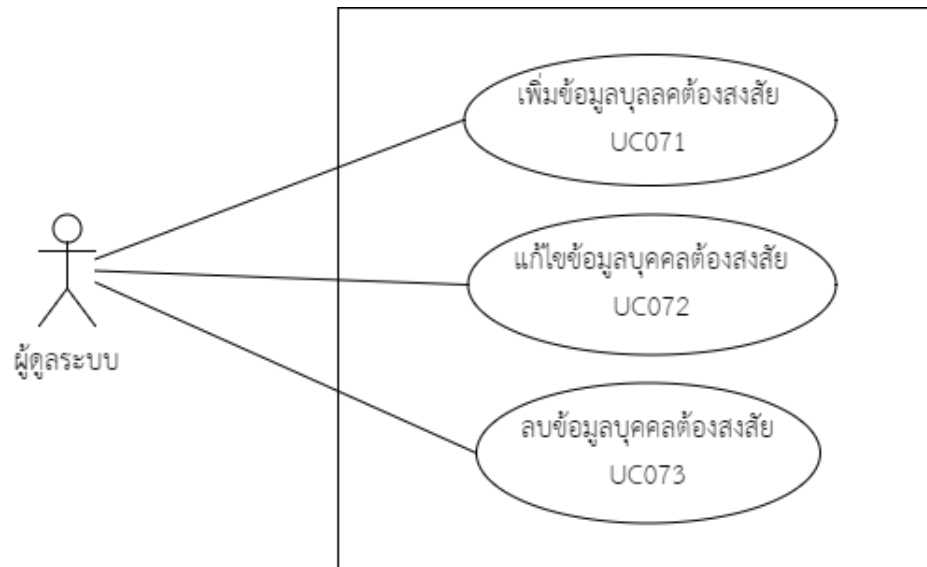 เพิ่มข้อมูลบุลลคต้องสงสัย
UC071
แก้ไขข้อมูลบุคคลต้องสงสัย
UC072
ผู้ดูลระบบ
ลบข้อมูลบุคคลต้องสงสัย
UC073